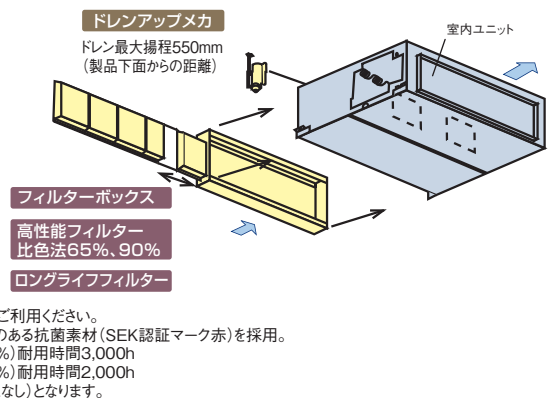 ドレンアップメカ
ドレン最大揚程550mm
(製品下面からの距離)
室内ユニット
フィルターボックス
高性能フィルター
比色法65%、90%
ロングライフフィルター
ご利用ください。
のある抗菌素材(SEK認証マーク赤)を採用。
%)耐用時間3,000h
%)耐用時間2,000h
なし)となります。